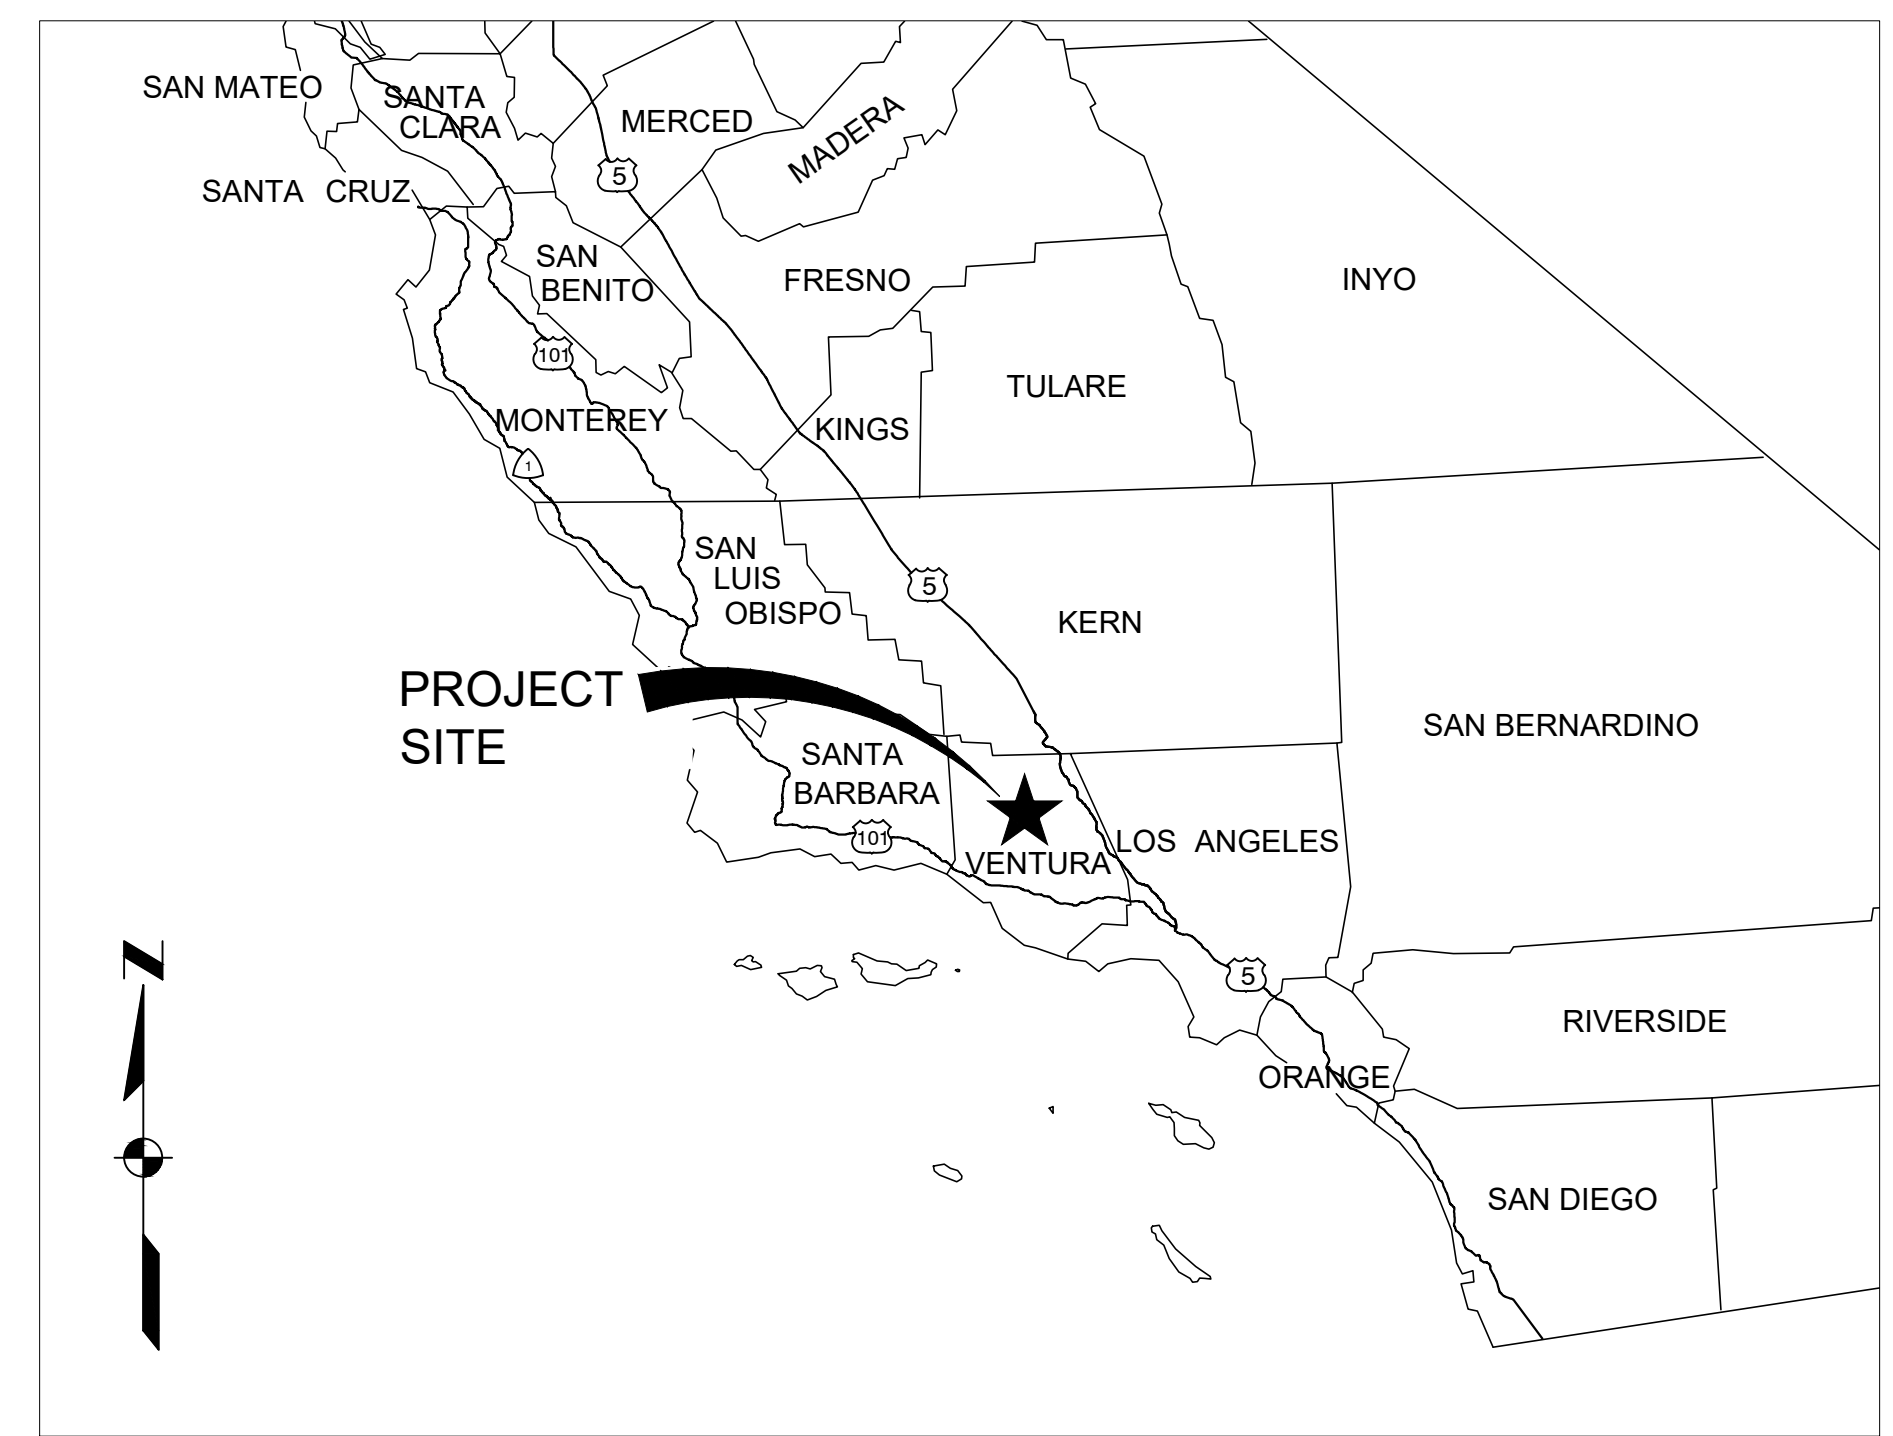 SAN MATEO
SANTA
CLARA
MERCED
MADERA
5
SANTA CRUZ
SAN
BENITO
FRESNO
INYO
101
TULARE
MONTEREY
KINGS
1
SAN
LUIS
OBISPO
5
KERN
PROJECT
SITE
SAN BERNARDINO
SANTA
BARBARA
101
VENTURA
LOS ANGELES
N
5
RIVERSIDE
ORANGE
SAN DIEGO